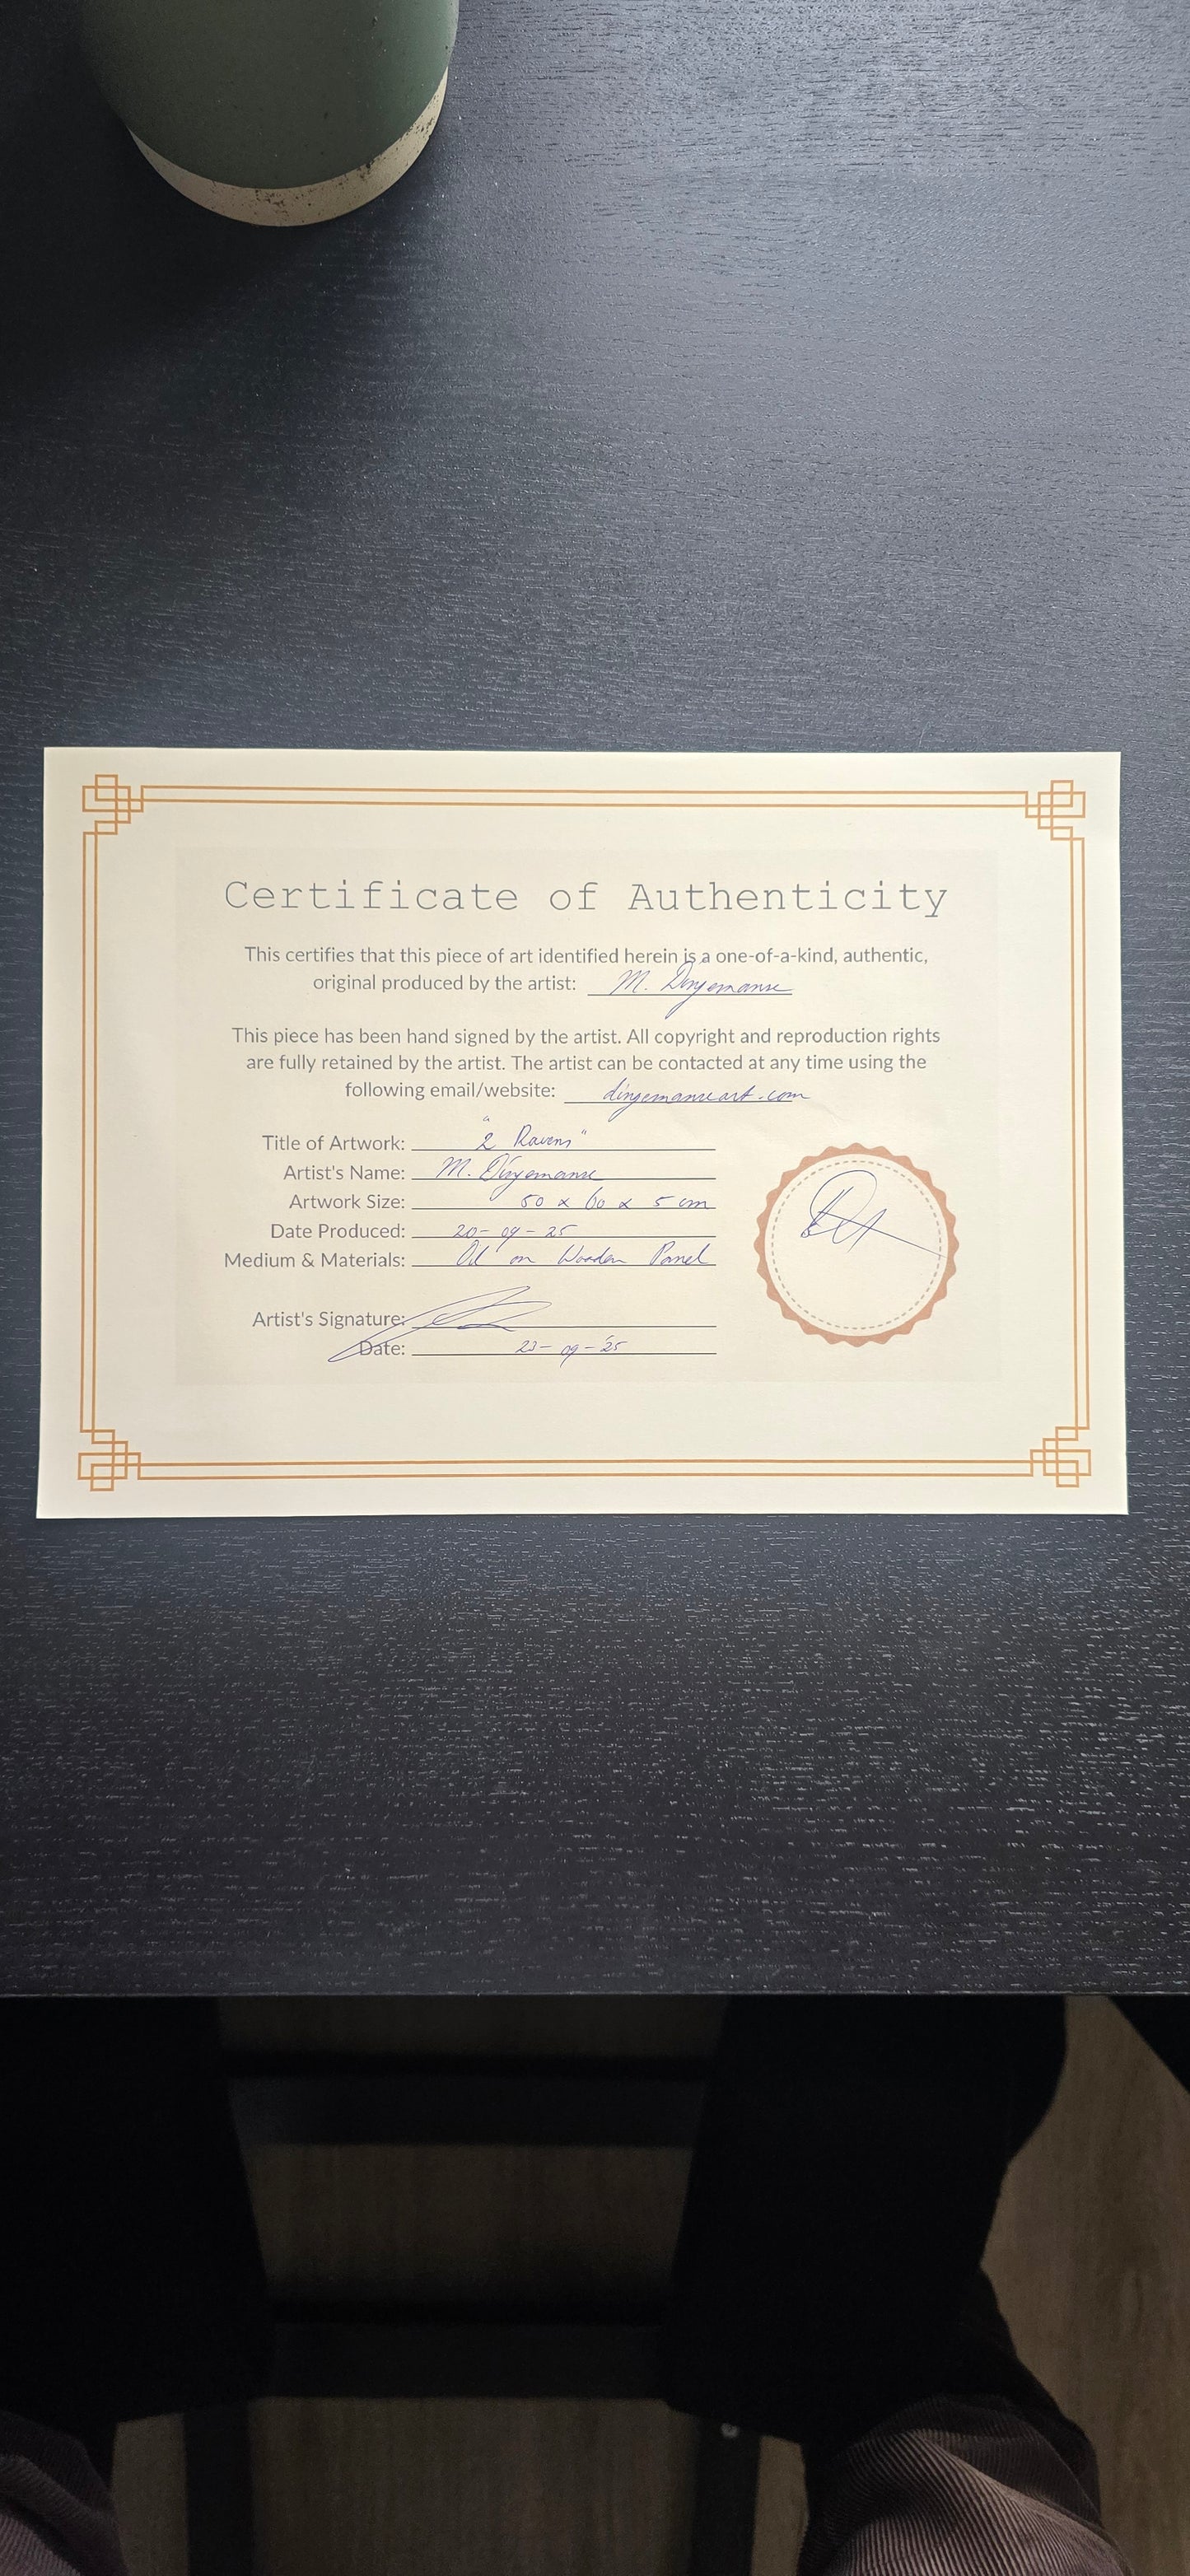 Certificate of Authenticity
This certifies that this piece of art identified herein is a one-of-a-kind, authentic,
original produced by the artist: M. Dingemanse
This piece has been hand signed by the artist. All copyright and reproduction rights
are fully retained by the artist. The artist can be contacted at any time using the
following email/website: dingemanseart.com
Title of Artwork: "2 Ravens"
Artist's Name: M. Dingemanse
Artwork Size: 50 x 60 x 5 cm
Date Produced: 20-09-25
Medium & Materials: Oil on Wooden Panel
Artist's Signature:
Date: 23-09-'25